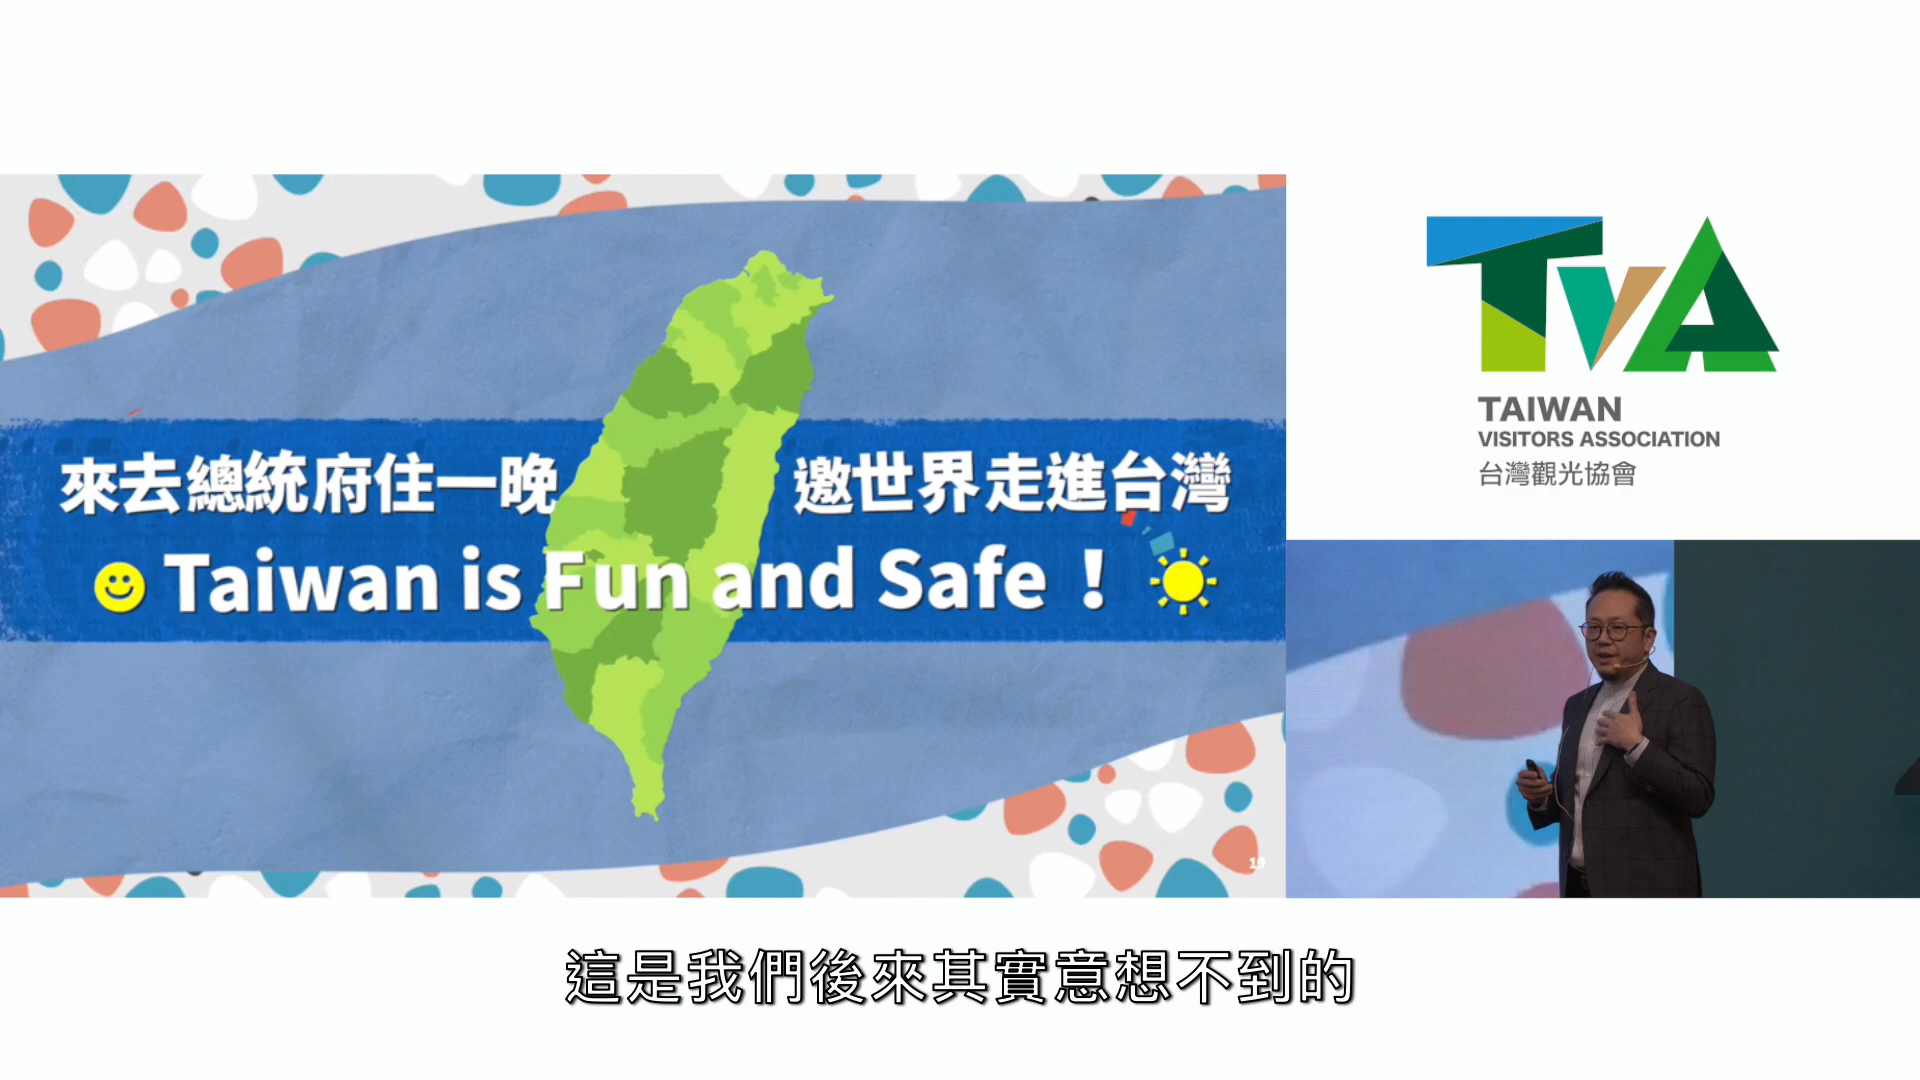 來去總統府住一晚 邀世界走進台灣
Taiwan is Fun and Safe！
19
TVA
TAIWAN
VISITORS ASSOCIATION
台灣觀光協會
這是我們後來其實意想不到的